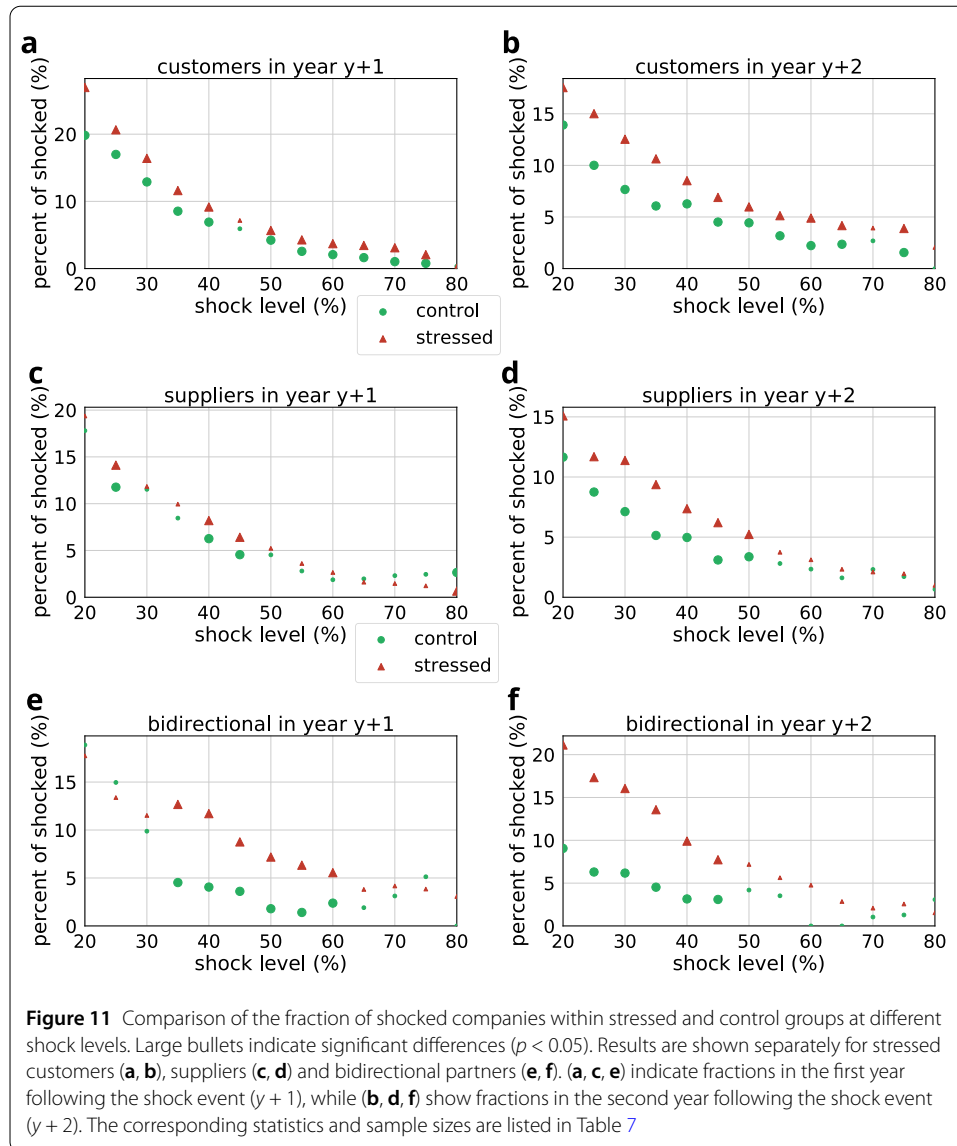 a
customers in year y+1
percent of shocked (%)
20
10
0
20 30 40 50 60 70 80
shock level (%)
b
customers in year y+2
percent of shocked (%)
15
10
5
0
20 30 40 50 60 70 80
shock level (%)
control
stressed
c
suppliers in year y+1
percent of shocked (%)
20
15
10
5
0
20 30 40 50 60 70 80
shock level (%)
d
suppliers in year y+2
percent of shocked (%)
15
10
5
0
20 30 40 50 60 70 80
shock level (%)
control
stressed
e
bidirectional in year y+1
percent of shocked (%)
15
10
5
0
20 30 40 50 60 70 80
shock level (%)
f
bidirectional in year y+2
percent of shocked (%)
20
15
10
5
0
20 30 40 50 60 70 80
shock level (%)
Figure 11 Comparison of the fraction of shocked companies within stressed and control groups at different
shock levels. Large bullets indicate significant differences (p < 0.05). Results are shown separately for stressed
customers (a, b), suppliers (c, d) and bidirectional partners (e, f). (a, c, e) indicate fractions in the first year
following the shock event (y + 1), while (b, d, f) show fractions in the second year following the shock event
(y + 2). The corresponding statistics and sample sizes are listed in Table 7